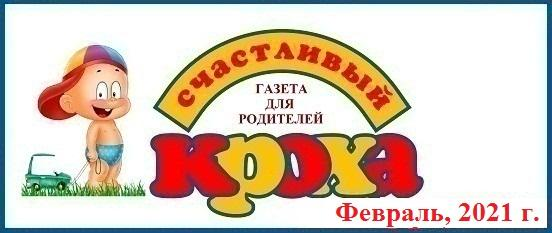 СЧАСТЛИВЫЙ
ГАЗЕТА
ДЛЯ
РОДИТЕЛЕЙ
кроха
Февраль, 2021 г.